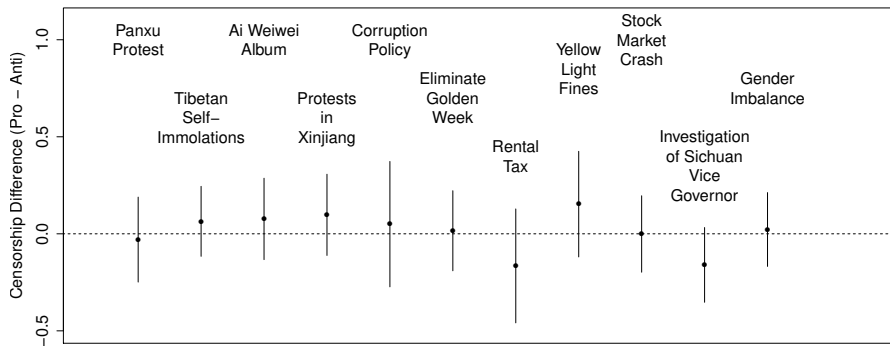 Censorship Difference (Pro − Anti)
1.0
0.5
0.0
−0.5
Panxu
Protest
Tibetan
Self−
Immolations
Ai Weiwei
Album
Protests
in
Xinjiang
Corruption
Policy
Eliminate
Golden
Week
Rental
Tax
Yellow
Light
Fines
Stock
Market
Crash
Investigation
of Sichuan
Vice
Governor
Gender
Imbalance